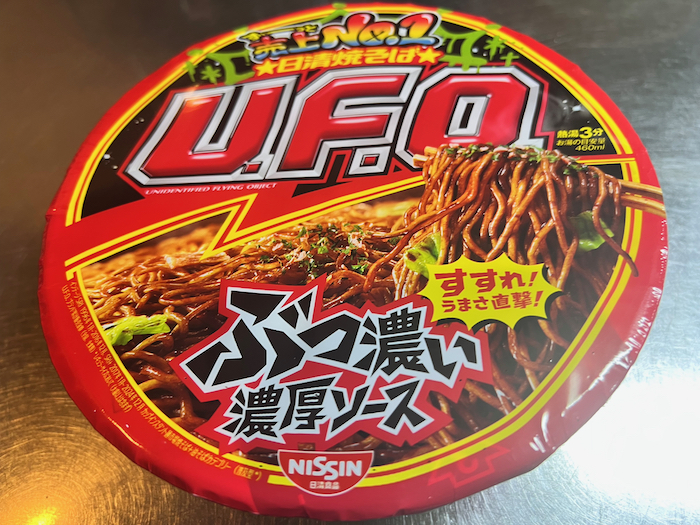 売上No.1
★日清焼そば★
U.F.O.
UNIDENTIFIED FLYING OBJECT
熱湯3分
お湯の目安量
460ml
すすれ!
うまさ直撃!
ぶつ濃い
濃厚ソース
NISSIN
日清食品